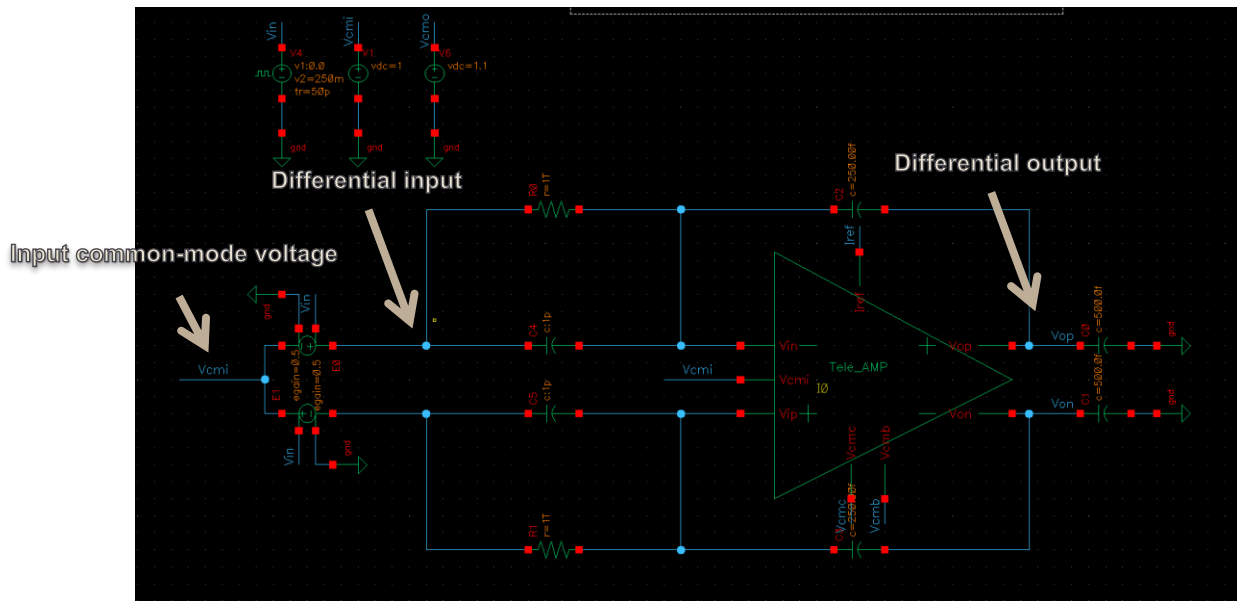 Vin
Vcmi
Vcmo
V4
V1
V6
v1:0.0
v2=250m
tr=50p
vdc=1
vdc=1.1
gnd
gnd
gnd
Differential input
Differential output
Input common-mode voltage
R0
r=1T
C2
c=250.00f
Iref
Iref
gnd
Vin
egain=0.5
E0
C4
c:1p
Vin
Vop
Vop
C0
c=500.0f
gnd
Vcmi
Vcmi
Vcmi
Tele_AMP
I0
E1
egain=0.5
C5
c:1p
Vip
Von
Von
C1
c=500.0f
gnd
Vin
gnd
Vcmc
Vcmb
Vcmc
Vcmb
R1
r=1T
c=250.00f